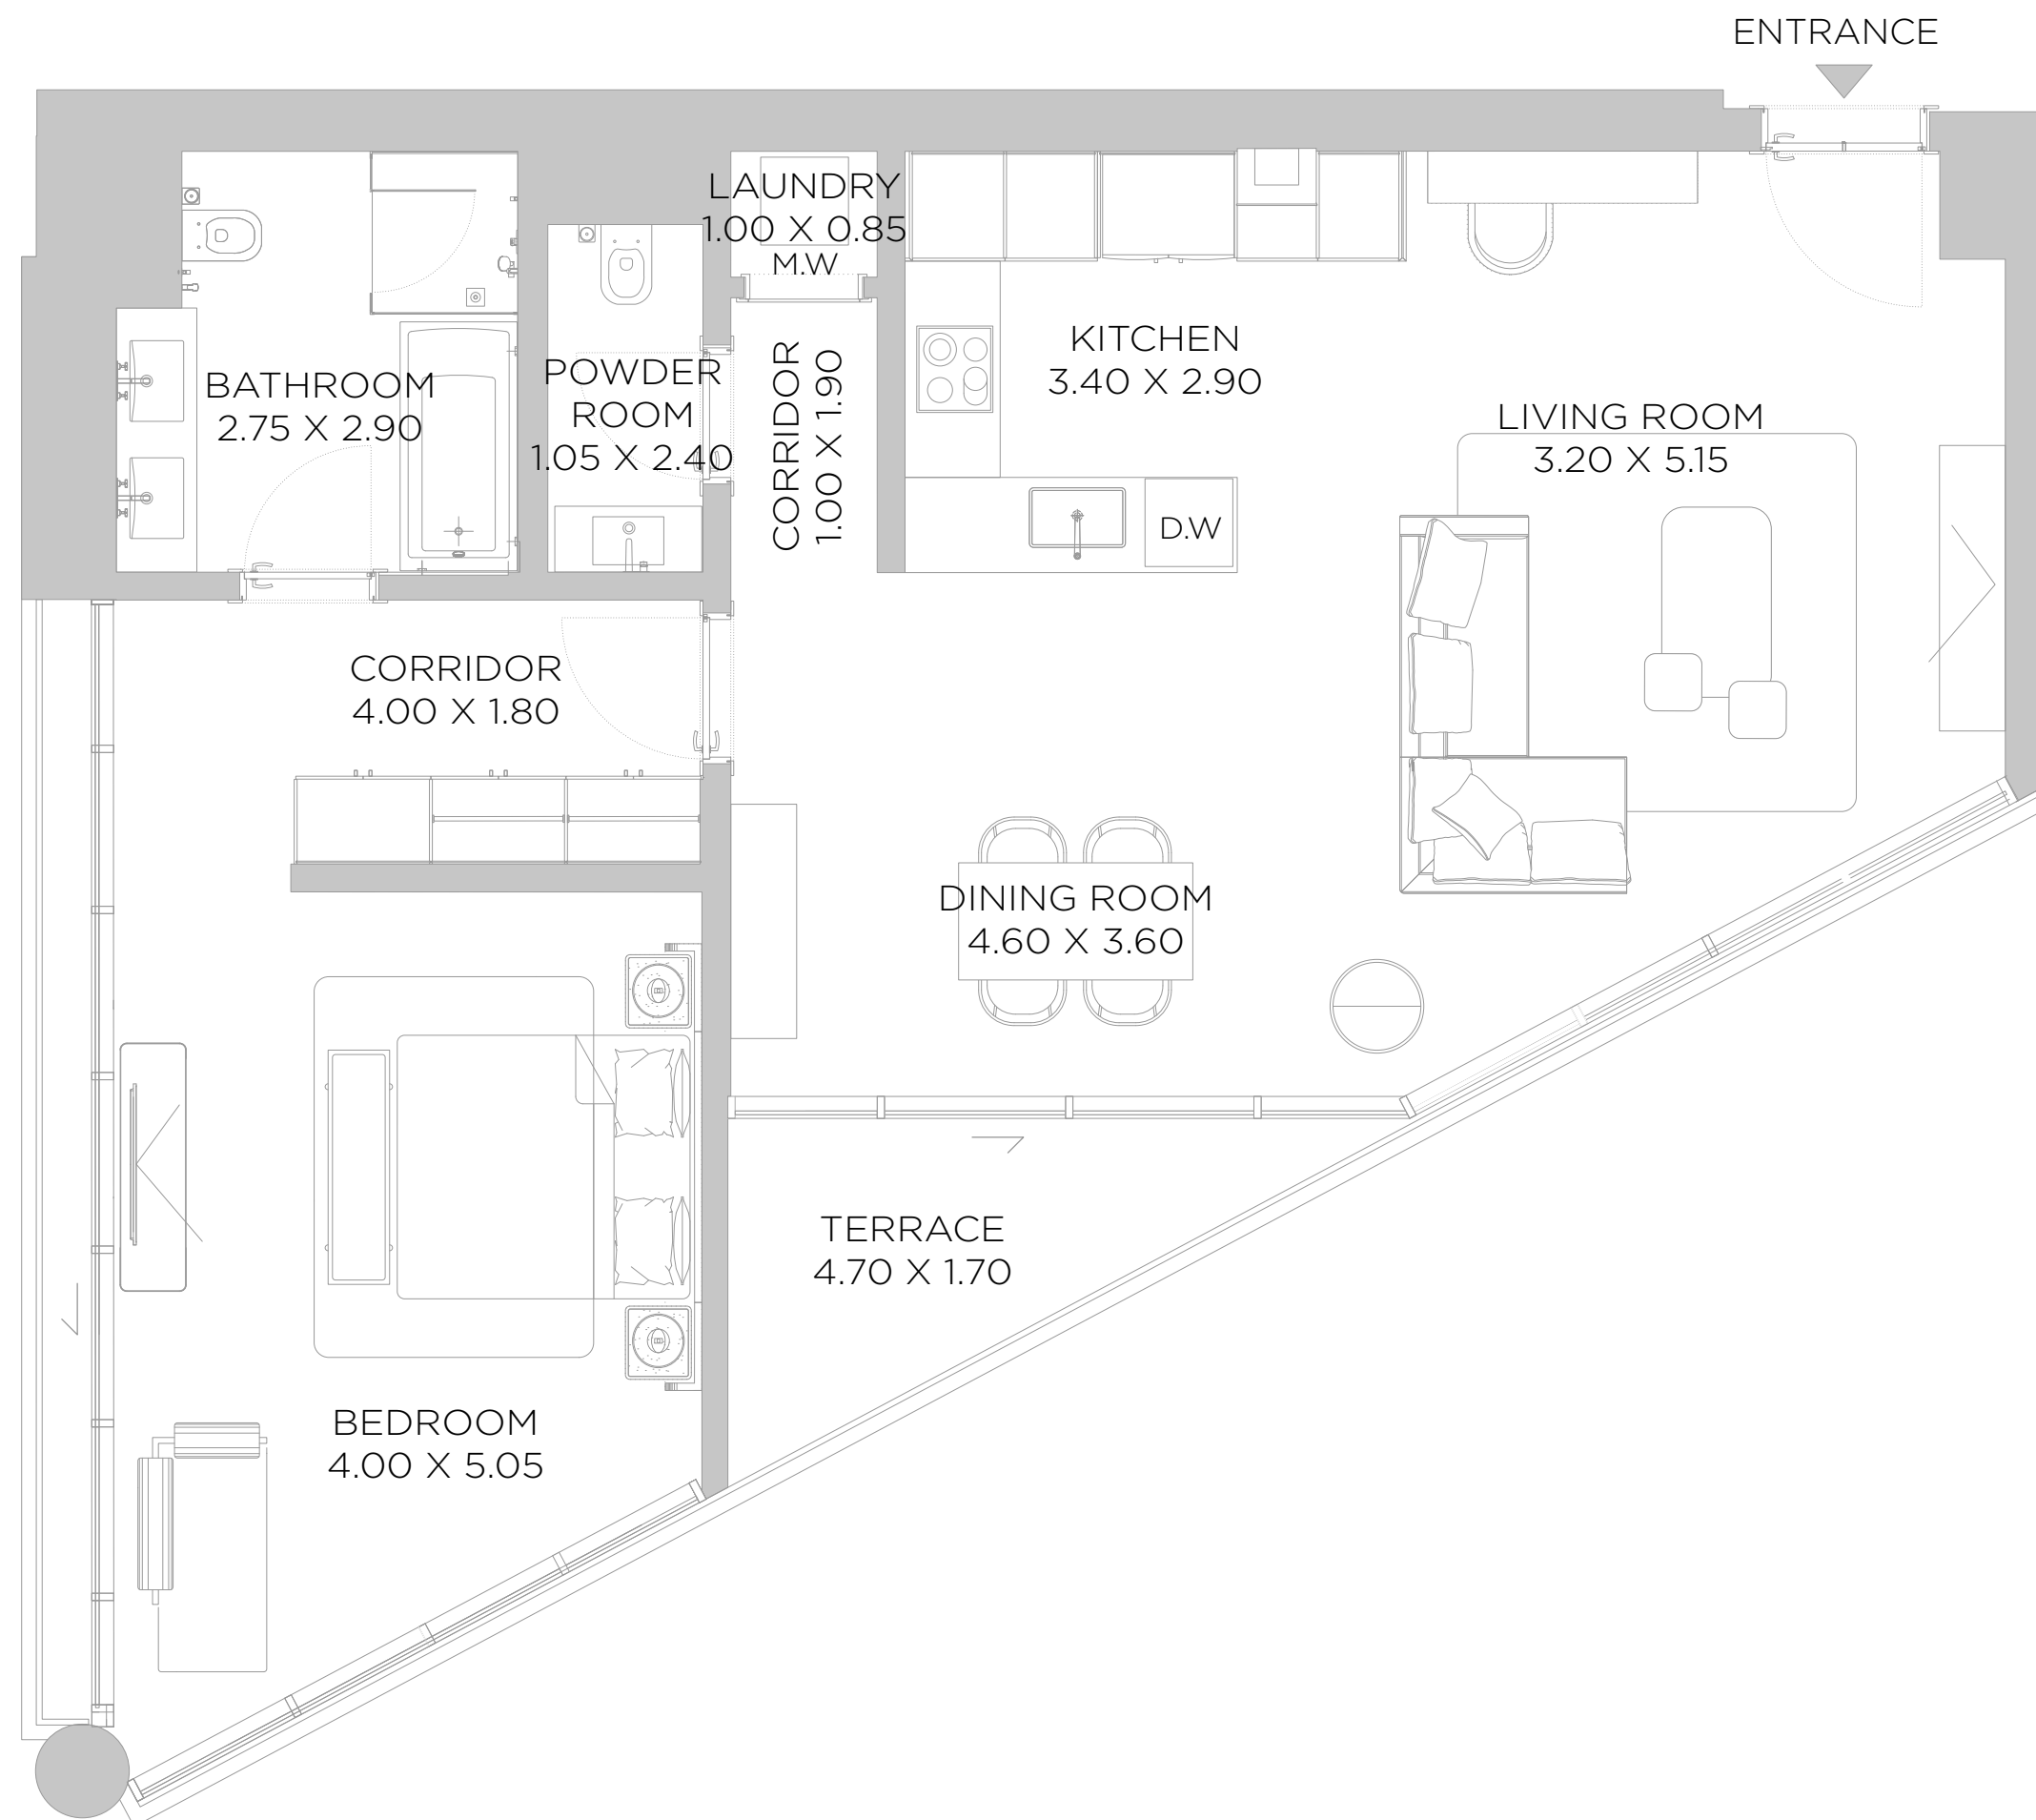 ENTRANCE
LAUNDRY
1.00 X 0.85
M.W
KITCHEN
3.40 X 2.90
BATHROOM
2.75 X 2.90
POWDER
ROOM
1.05 X 2.40
CORRIDOR
1.00 X 1.90
LIVING ROOM
3.20 X 5.15
D.W
CORRIDOR
4.00 X 1.80
DINING ROOM
4.60 X 3.60
TERRACE
4.70 X 1.70
BEDROOM
4.00 X 5.05